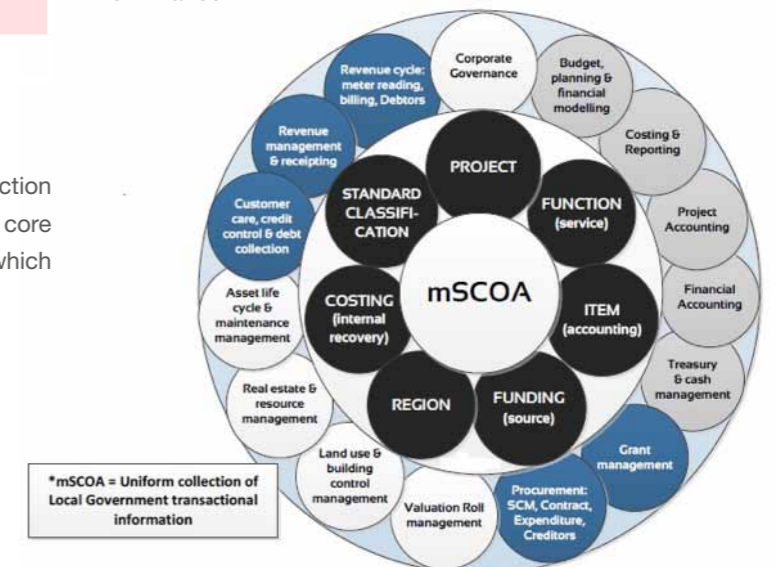 ction
core
which
Corporate
Governance
Budget,
planning &
financial
modelling
Costing &
Reporting
Project
Accounting
Financial
Accounting
Treasury
& cash
management
Grant
management
Procurement:
SCM, Contract,
Expenditure,
Creditors
Valuation Roll
management
Land use &
building
control
management
Real estate &
resource
management
Asset life
cycle &
maintenance
management
Customer
care, credit
control & debt
collection
Revenue
management
& receipting
Revenue cycle:
meter reading,
billing, Debtors
PROJECT
FUNCTION
(service)
ITEM
(accounting)
FUNDING
(source)
REGION
COSTING
(internal
recovery)
STANDARD
CLASSIFI-
CATION
mSCOA
*mSCOA = Uniform collection of
Local Government transactional
information